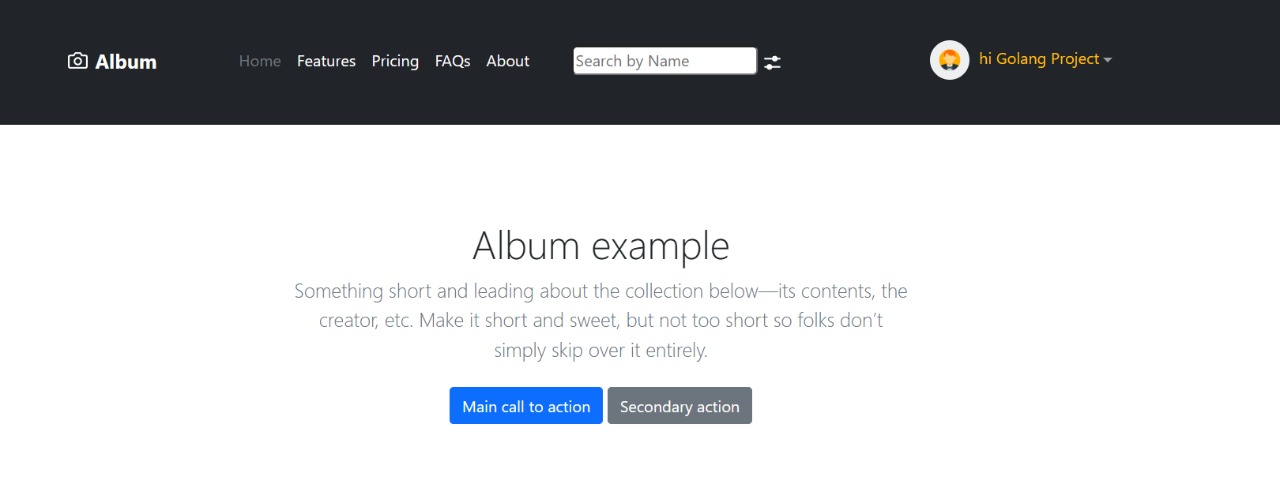 Album Home Features Pricing FAQs About Search by Name hi Golang Project
Album example
Something short and leading about the collection below—its contents, the
creator, etc. Make it short and sweet, but not too short so folks don’t
simply skip over it entirely.
Main call to action Secondary action